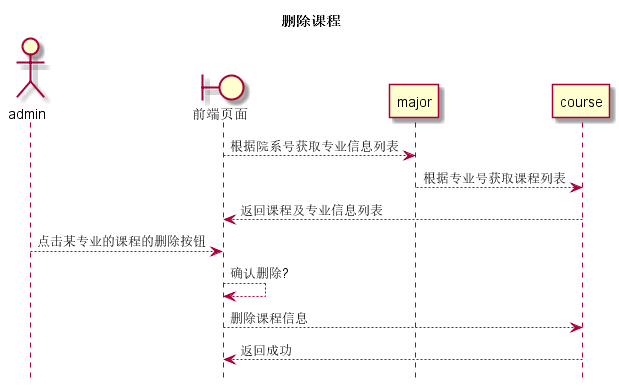 删除课程
admin
前端页面
major
course
根据院系号获取专业信息列表
根据专业号获取课程列表
返回课程及专业信息列表
点击某专业的课程的删除按钮
确认删除?
删除课程信息
返回成功